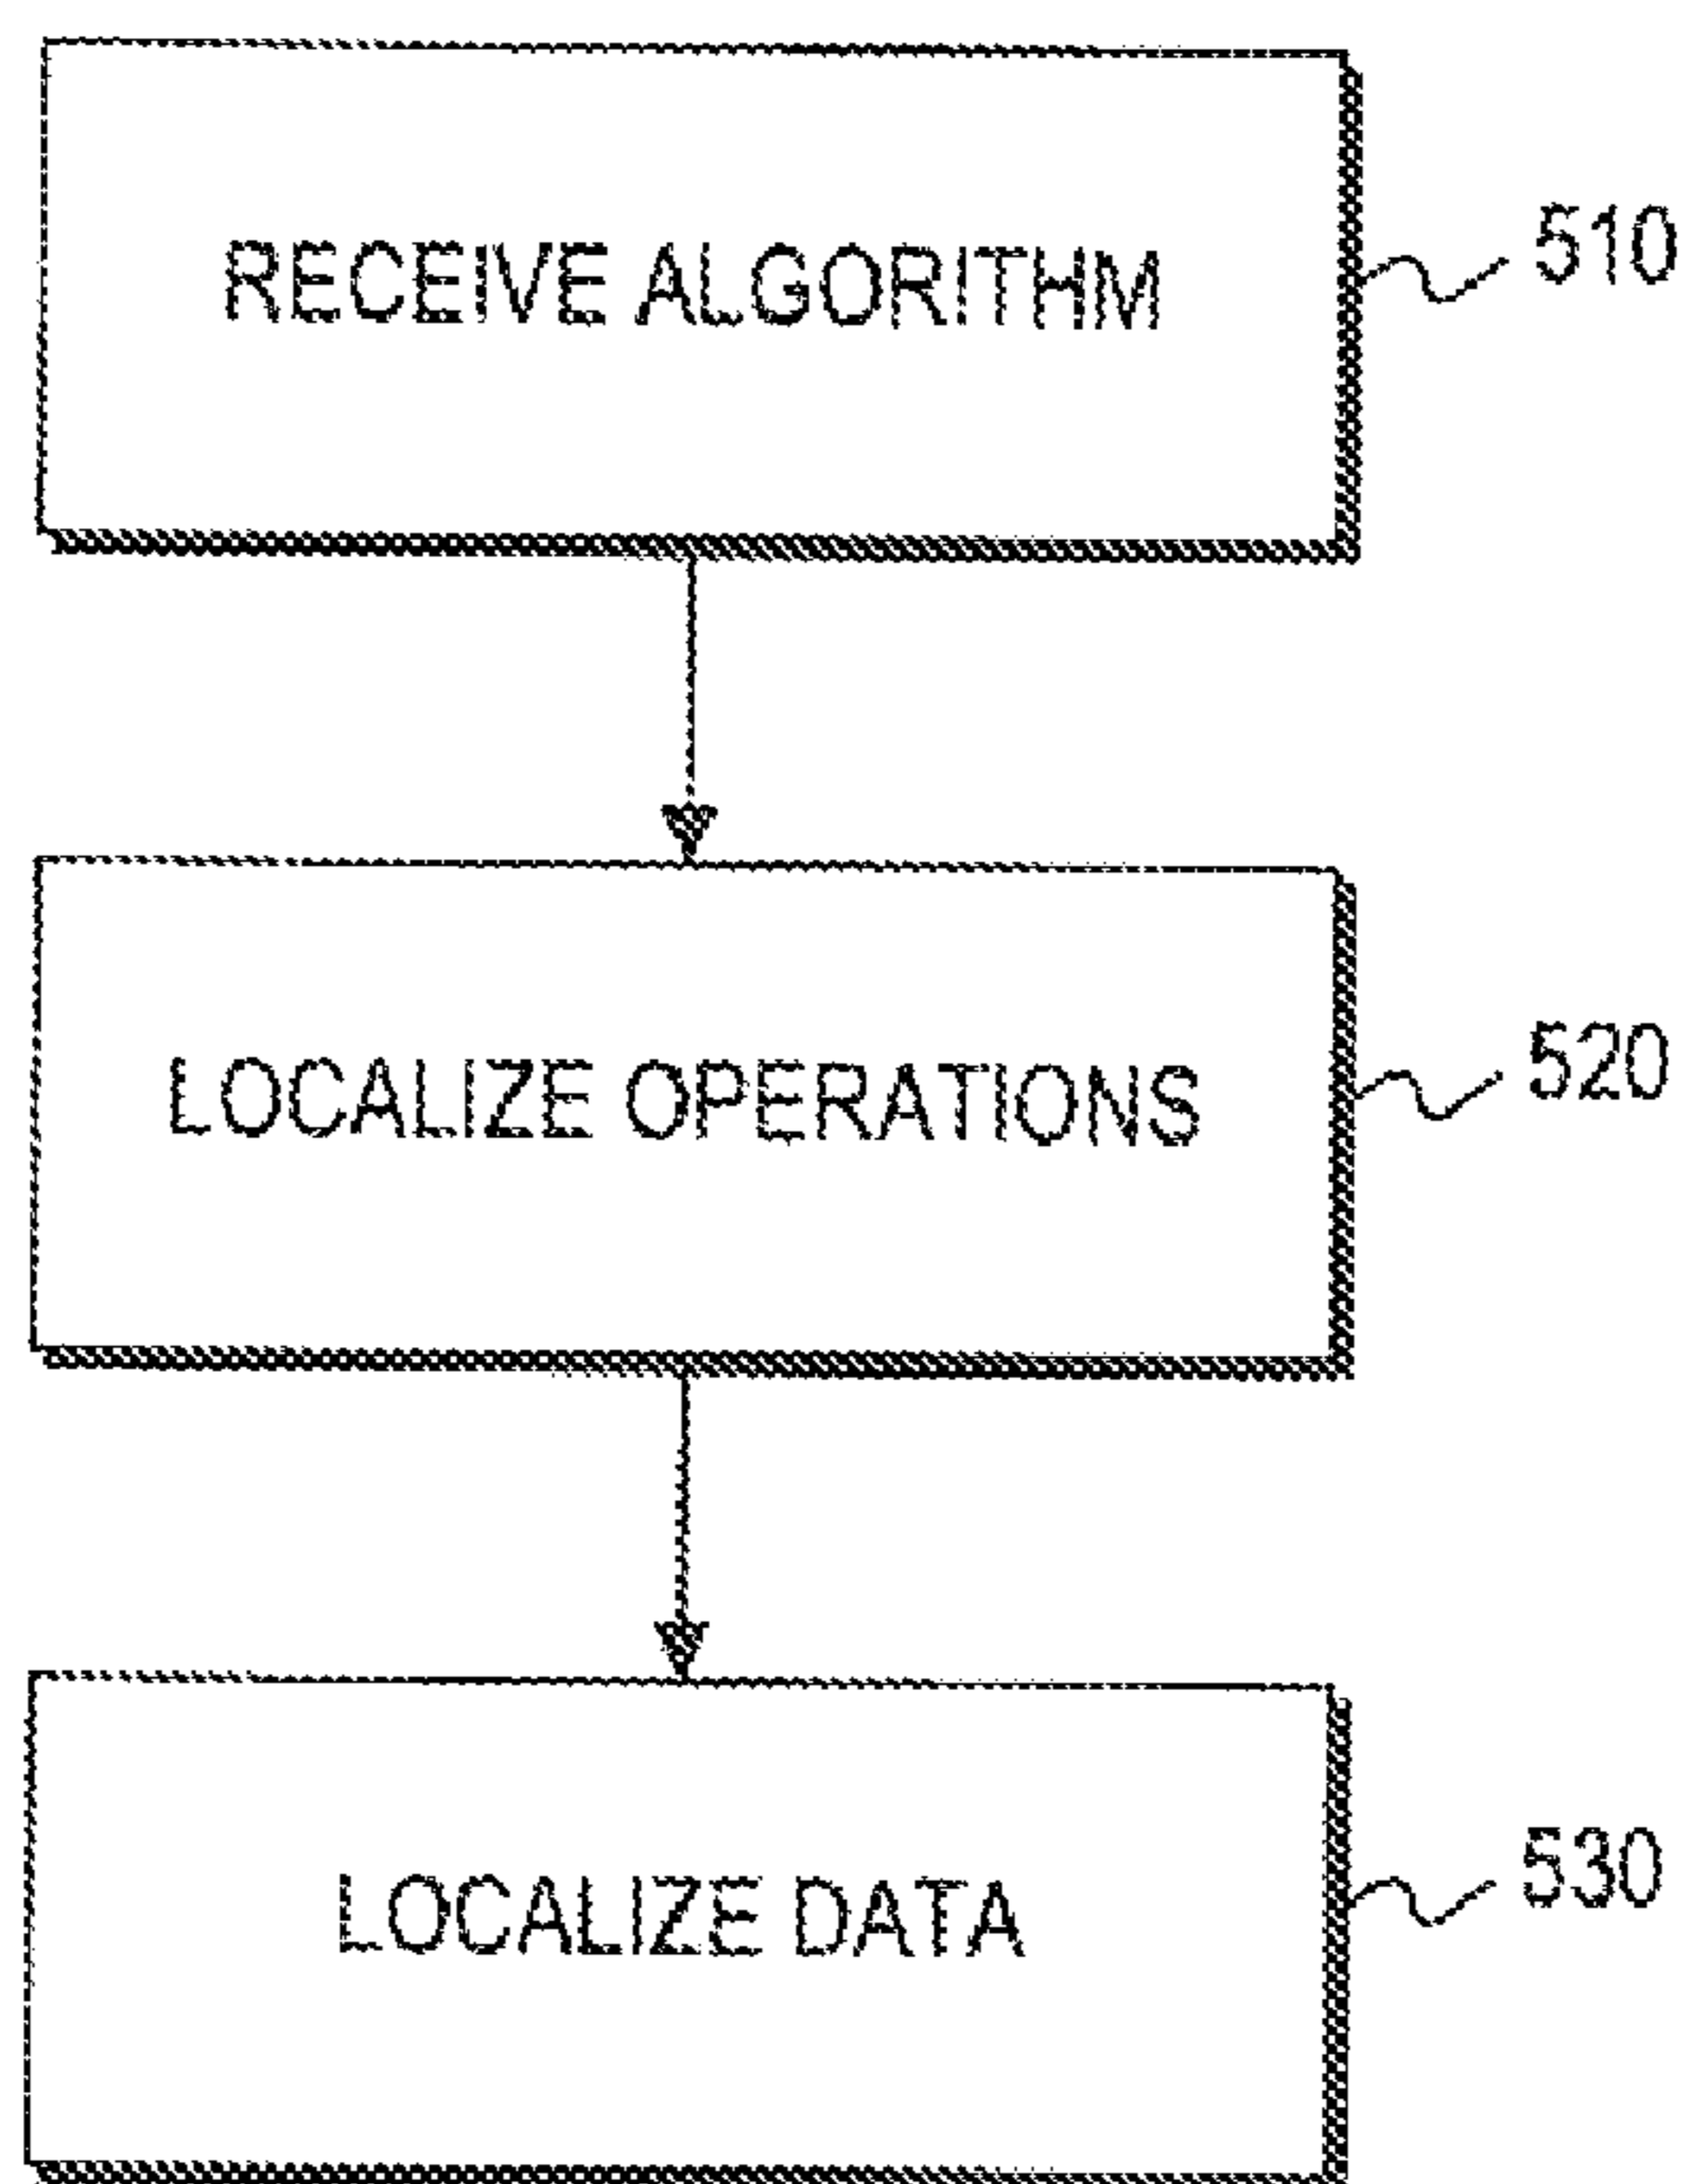 RECEIVE ALGORITHM
510
LOCALIZE OPERATIONS
520
LOCALIZE DATA
530